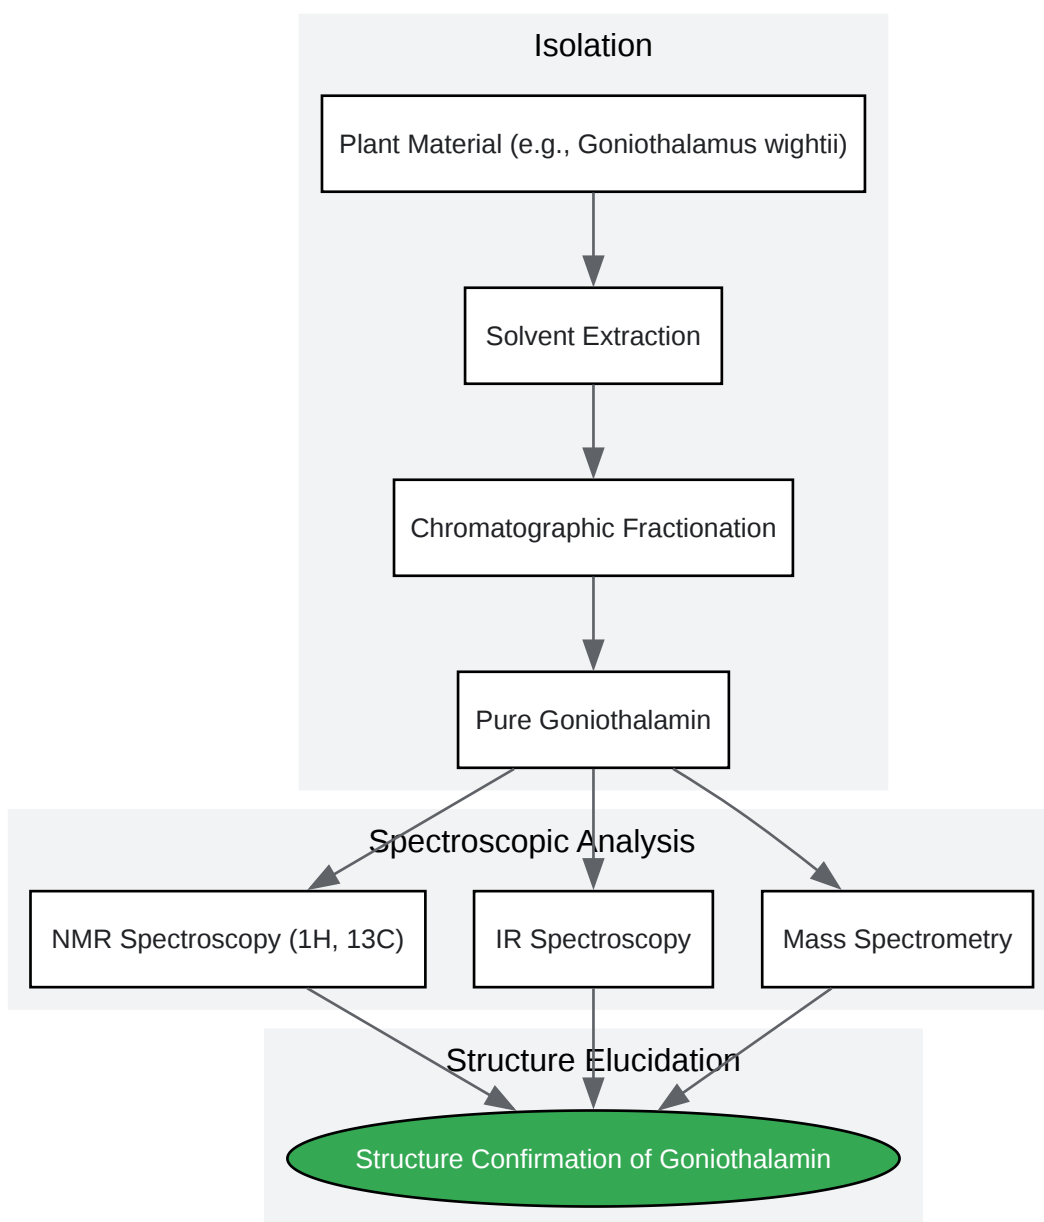 Isolation
Plant Material (e.g., Goniothalamus wightii)
Solvent Extraction
Chromatographic Fractionation
Pure Goniothalamin
Spectroscopic Analysis
NMR Spectroscopy (1H, 13C)
IR Spectroscopy
Mass Spectrometry
Structure Elucidation
Structure Confirmation of Goniothalamin